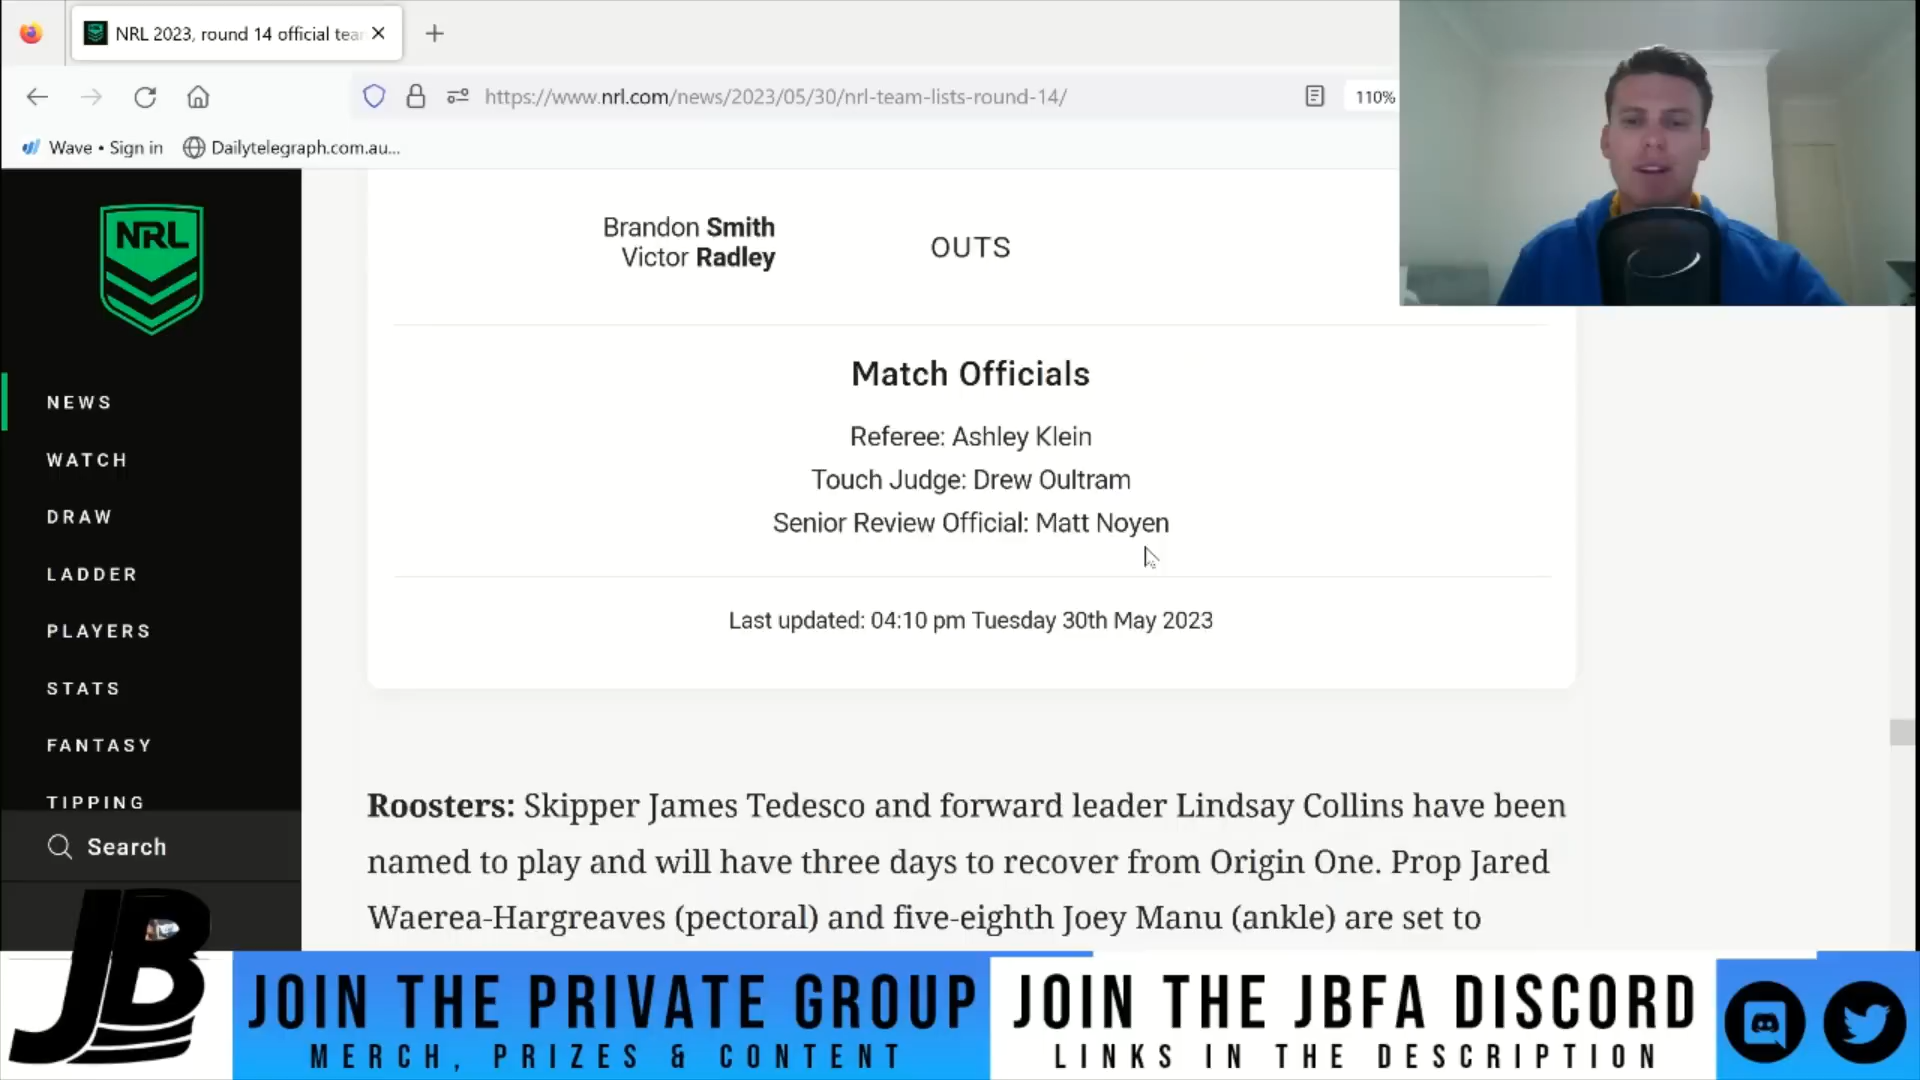 NRL 2023, round 14 official tea
https://www.nrl.com/news/2023/05/30/nrl-team-lists-round-14/
110%
Wave • Sign in
Dailytelegraph.com.au...
NRL
NEWS
WATCH
DRAW
LADDER
PLAYERS
STATS
FANTASY
TIPPING
Search
Brandon Smith
Victor Radley
OUTS
Match Officials
Referee: Ashley Klein
Touch Judge: Drew Oultram
Senior Review Official: Matt Noyen
Last updated: 04:10 pm Tuesday 30th May 2023
Roosters: Skipper James Tedesco and forward leader Lindsay Collins have been
named to play and will have three days to recover from Origin One. Prop Jared
Waerea-Hargreaves (pectoral) and five-eighth Joey Manu (ankle) are set to
JB
JOIN THE PRIVATE GROUP
MERCH, PRIZES & CONTENT
JOIN THE JBFA DISCORD
LINKS IN THE DESCRIPTION